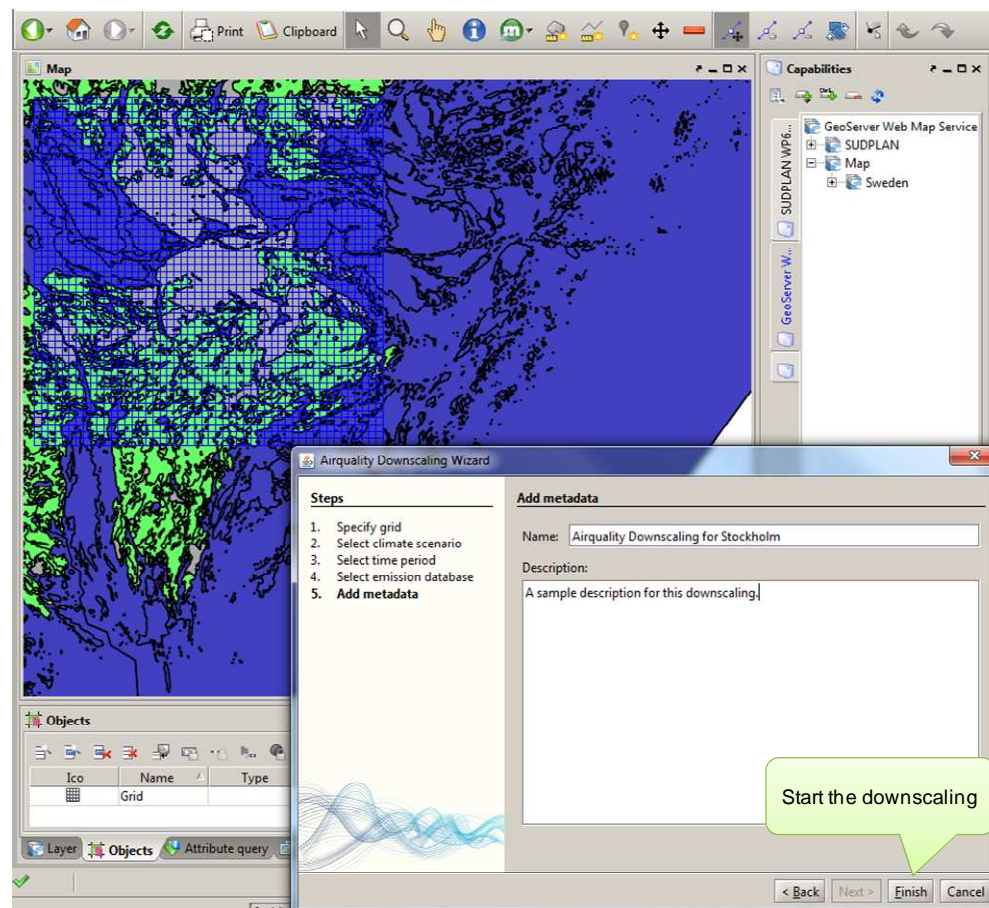 Print
Clipboard
Map
Capabilities
SUDPLAN WP6...
GeoServer W...
GeoServer Web Map Service
SUDPLAN
Map
Sweden
Airquality Downscaling Wizard
Steps
1. Specify grid
2. Select climate scenario
3. Select time period
4. Select emission database
5. Add metadata
Add metadata
Name: Airquality Downscaling for Stockholm
Description:
A sample description for this downscaling.
Objects
Ico Name Type
Grid
Layer Objects Attribute query
Start the downscaling
< Back Next > Finish Cancel